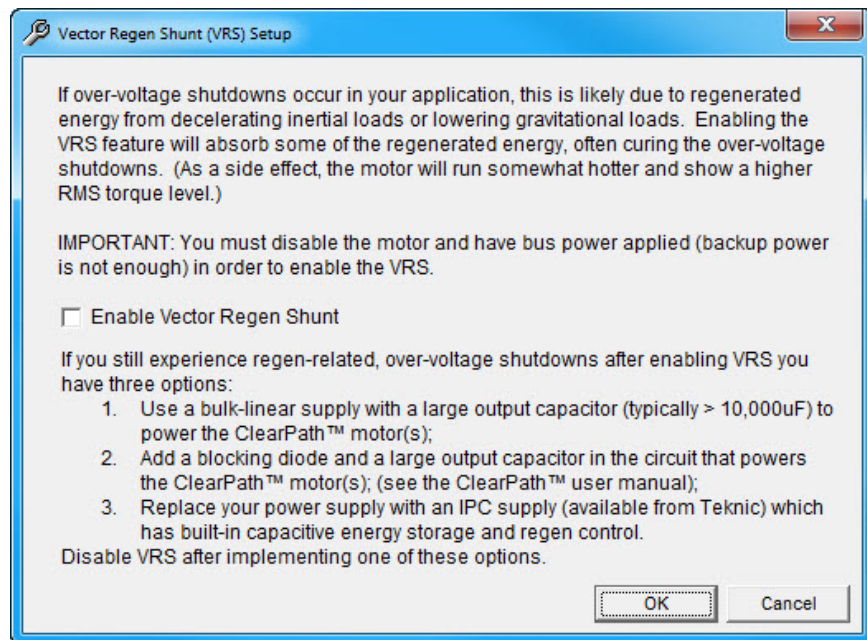 Vector Regen Shunt (VRS) Setup
If over-voltage shutdowns occur in your application, this is likely due to regenerated
energy from decelerating inertial loads or lowering gravitational loads.  Enabling the
VRS feature will absorb some of the regenerated energy, often curing the over-voltage
shutdowns.  (As a side effect, the motor will run somewhat hotter and show a higher
RMS torque level.)
IMPORTANT: You must disable the motor and have bus power applied (backup power
is not enough) in order to enable the VRS.
Enable Vector Regen Shunt
If you still experience regen-related, over-voltage shutdowns after enabling VRS you
have three options:
1. Use a bulk-linear supply with a large output capacitor (typically > 10,000uF) to
power the ClearPath™ motor(s);
2. Add a blocking diode and a large output capacitor in the circuit that powers
the ClearPath™ motor(s); (see the ClearPath™ user manual);
3. Replace your power supply with an IPC supply (available from Teknic) which
has built-in capacitive energy storage and regen control.
Disable VRS after implementing one of these options.
OK Cancel